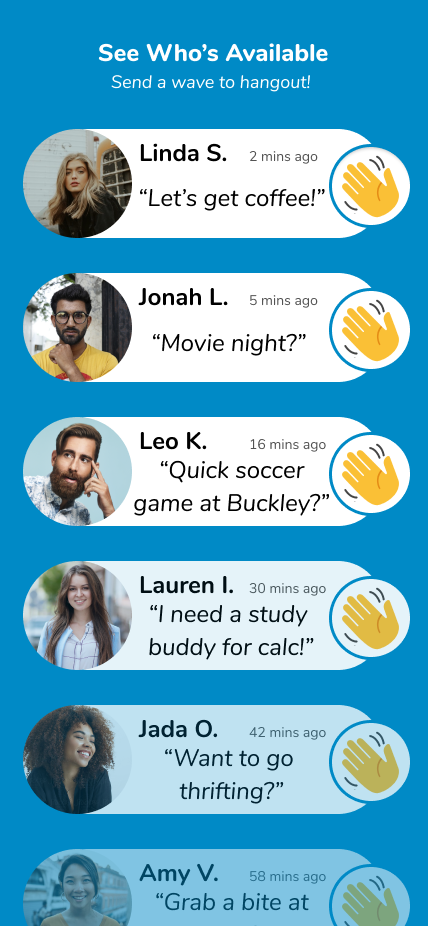 See Who’s Available
Send a wave to hangout!
Linda S. 2 mins ago
“Let’s get coffee!”
Jonah L. 5 mins ago
“Movie night?”
Leo K. 16 mins ago
“Quick soccer
game at Buckley?”
Lauren I. 30 mins ago
“I need a study
buddy for calc!”
Jada O. 42 mins ago
“Want to go
thrifting?”
Amy V. 58 mins ago
“Grab a bite at